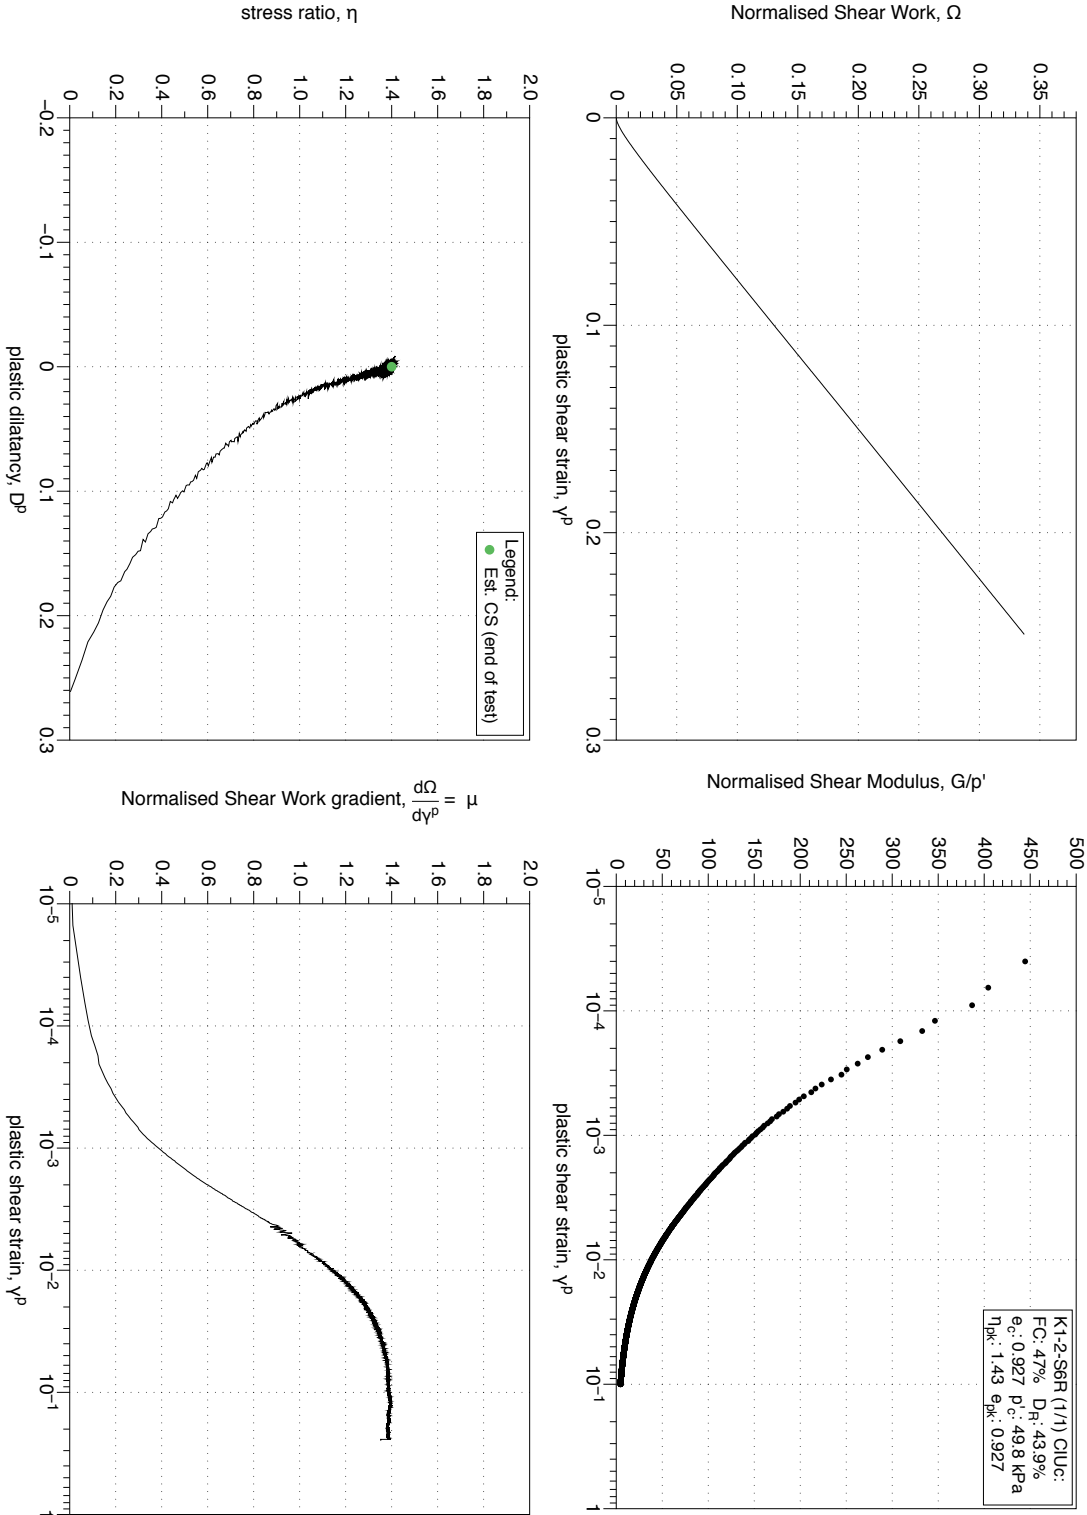 Normalised Shear Work, Ω
0.35
0.30
0.25
0.20
0.15
0.10
0.05
0
0 0.1 0.2 0.3
plastic shear strain, γᵖ
Normalised Shear Modulus, G/p'
500
450
400
350
300
250
200
150
100
50
0
10⁻⁵ 10⁻⁴ 10⁻³ 10⁻² 10⁻¹ 1
plastic shear strain, γᵖ
K1-2-S6R (1/1) CIUc:
FC: 47% D_R: 43.9%
e_c: 0.927 p'_c: 49.8 kPa
η_pk: 1.43 e_pk: 0.927
stress ratio, η
2.0
1.8
1.6
1.4
1.2
1.0
0.8
0.6
0.4
0.2
0
−0.2 −0.1 0 0.1 0.2 0.3
plastic dilatancy, Dᵖ
Legend:
Est. CS (end of test)
Normalised Shear Work gradient, dΩ/dγᵖ = μ
2.0
1.8
1.6
1.4
1.2
1.0
0.8
0.6
0.4
0.2
0
10⁻⁵ 10⁻⁴ 10⁻³ 10⁻² 10⁻¹ 1
plastic shear strain, γᵖ